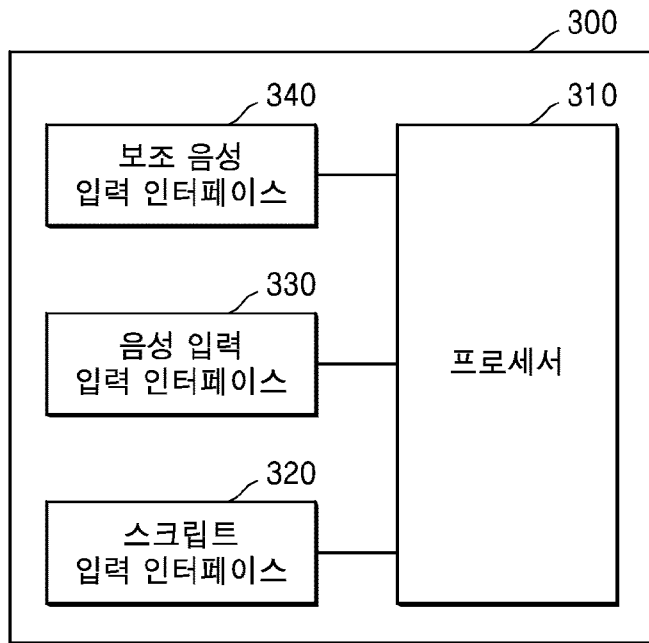 300
340
310
보조 음성
입력 인터페이스
330
음성 입력
입력 인터페이스
프로세서
320
스크립트
입력 인터페이스